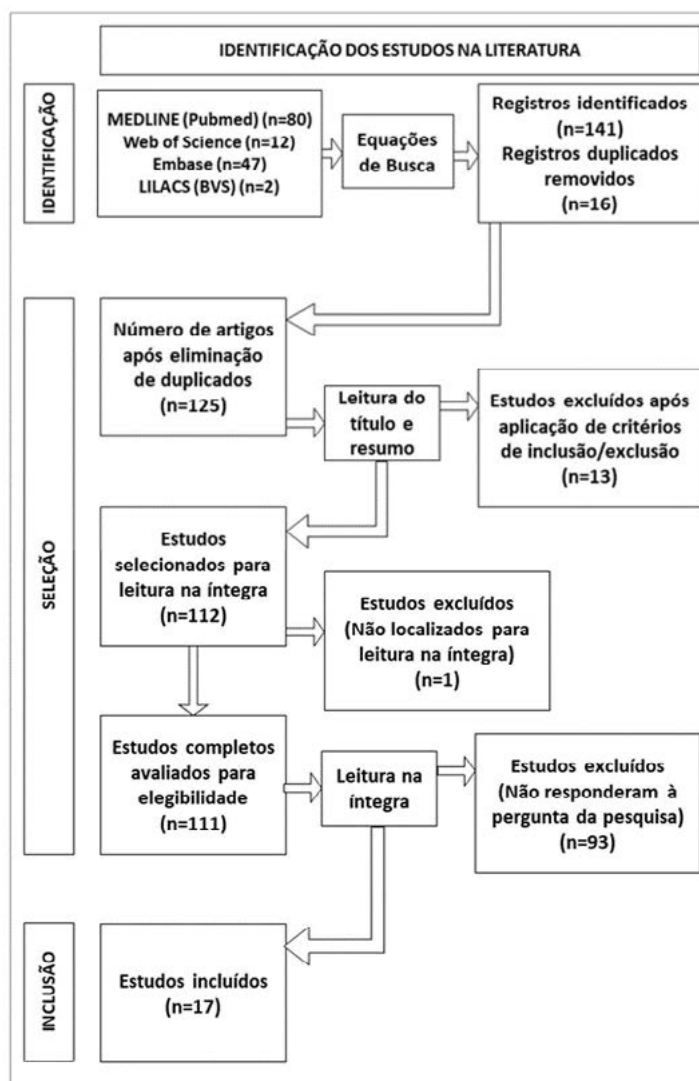 IDENTIFICAÇÃO DOS ESTUDOS NA LITERATURA
IDENTIFICAÇÃO
MEDLINE (Pubmed) (n=80)
Web of Science (n=12)
Embase (n=47)
LILACS (BVS) (n=2)
Equações
de Busca
Registros identificados
(n=141)
Registros duplicados
removidos
(n=16)
SELEÇÃO
Número de artigos
após eliminação
de duplicados
(n=125)
Leitura do
título e
resumo
Estudos excluídos após
aplicação de critérios
de inclusão/exclusão
(n=13)
Estudos
selecionados para
leitura na íntegra
(n=112)
Estudos excluídos
(Não localizados para
leitura na íntegra)
(n=1)
Estudos completos
avaliados para
elegibilidade
(n=111)
Leitura na
íntegra
Estudos excluídos
(Não responderam à
pergunta da pesquisa)
(n=93)
INCLUSÃO
Estudos incluídos
(n=17)